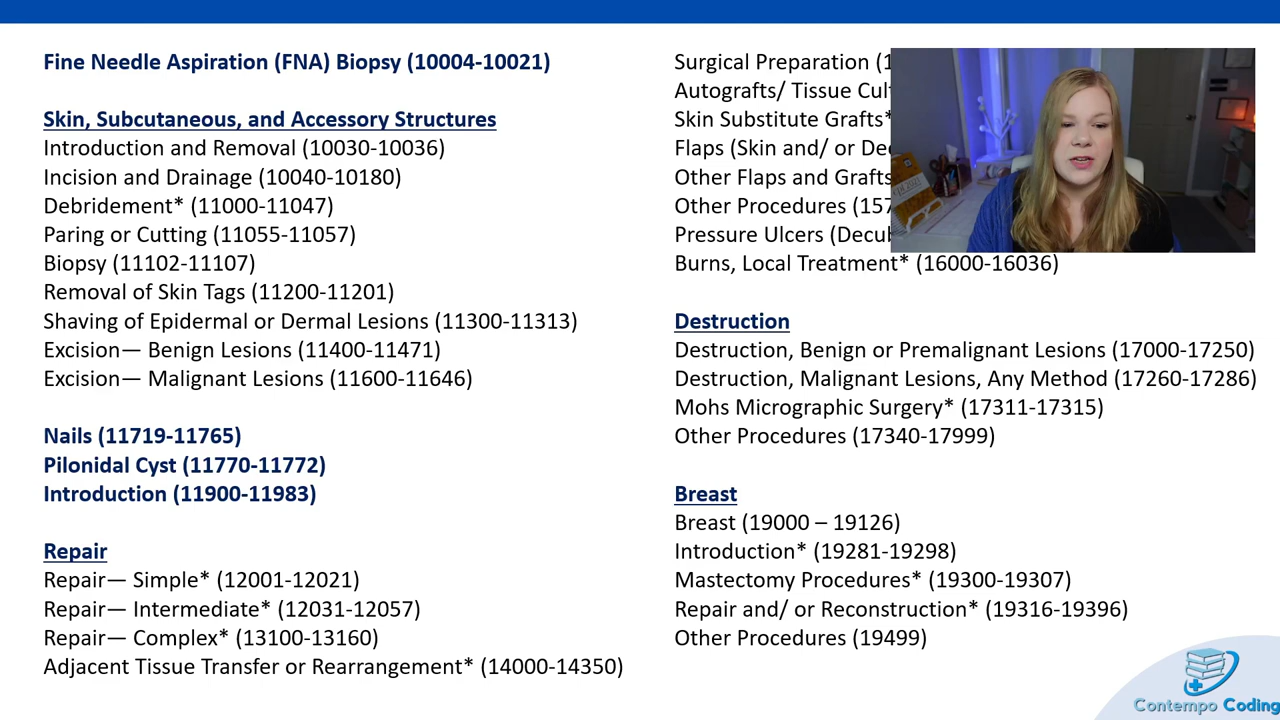 Fine Needle Aspiration (FNA) Biopsy (10004-10021)
Skin, Subcutaneous, and Accessory Structures
Introduction and Removal (10030-10036)
Incision and Drainage (10040-10180)
Debridement* (11000-11047)
Paring or Cutting (11055-11057)
Biopsy (11102-11107)
Removal of Skin Tags (11200-11201)
Shaving of Epidermal or Dermal Lesions (11300-11313)
Excision— Benign Lesions (11400-11471)
Excision— Malignant Lesions (11600-11646)
Nails (11719-11765)
Pilonidal Cyst (11770-11772)
Introduction (11900-11983)
Repair
Repair— Simple* (12001-12021)
Repair— Intermediate* (12031-12057)
Repair— Complex* (13100-13160)
Adjacent Tissue Transfer or Rearrangement* (14000-14350)
Surgical Preparation
Autografts/ Tissue
Skin Substitute Grafts*
Flaps (Skin and/ or
Other Flaps and Grafts
Other Procedures
Pressure Ulcers
Burns, Local Treatment* (16000-16036)
Destruction
Destruction, Benign or Premalignant Lesions (17000-17250)
Destruction, Malignant Lesions, Any Method (17260-17286)
Mohs Micrographic Surgery* (17311-17315)
Other Procedures (17340-17999)
Breast
Breast (19000 – 19126)
Introduction* (19281-19298)
Mastectomy Procedures* (19300-19307)
Repair and/ or Reconstruction* (19316-19396)
Other Procedures (19499)
Contempo Coding